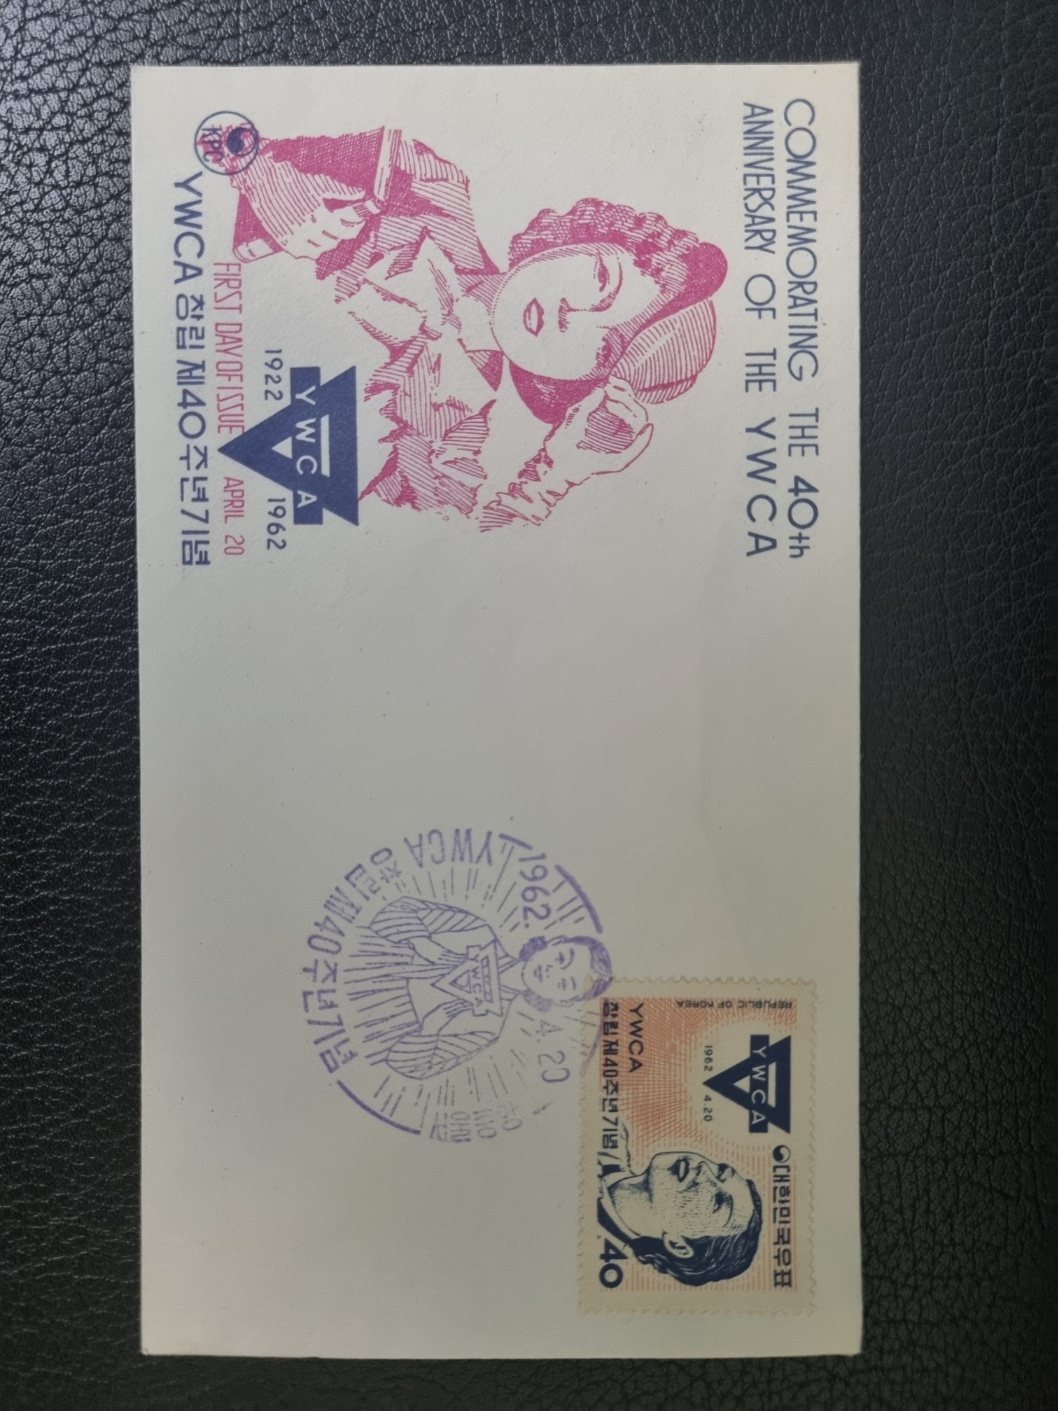 COMMEMORATING THE 40th
ANNIVERSARY OF THE YWCA
YWCA
1922 1962
FIRST DAY OF ISSUE APRIL 20
KPC
YWCA 창립 제40주년기념
1962. 4. 20
YWCA 창립 제40주년기념
YWCA
대한민국우표
YWCA
1962 4.20
REPUBLIC OF KOREA
YWCA
창립 제40주년기념
40